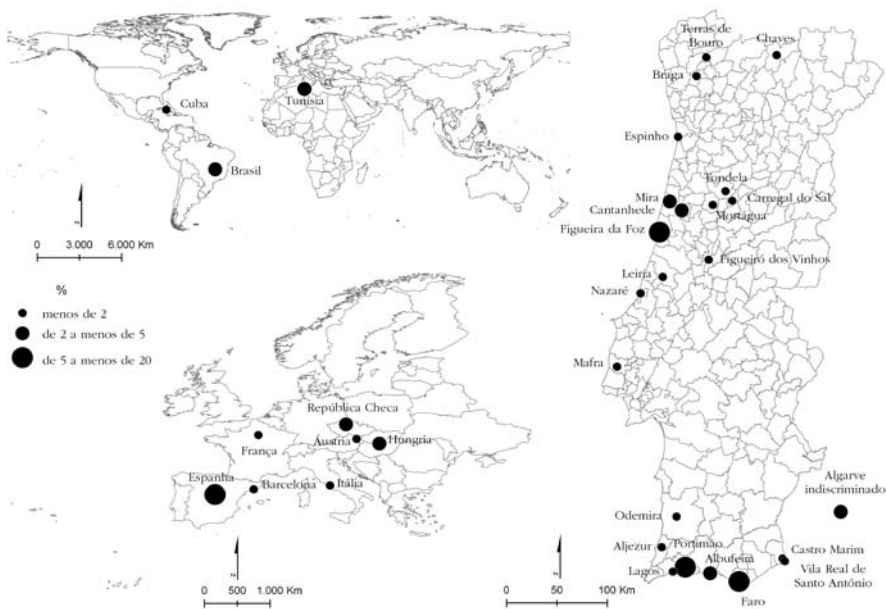 Cuba
Tunísia
Brasil
0 3.000 6.000 Km
%
menos de 2
de 2 a menos de 5
de 5 a menos de 20
República Checa
França
Áustria
Hungria
Espanha
Barcelona
Itália
0 500 1.000 Km
Terras de
Bouro
Chaves
Braga
Espinho
Tondela
Mira
Carregal do Sal
Cantanhede
Mortágua
Figueira da Foz
Figueiró dos Vinhos
Leiria
Nazaré
Mafra
Algarve
indiscriminado
Odemira
Aljezur
Portimão
Albufeira
Castro Marim
Lagos
Vila Real de
Santo António
Faro
0 50 100 Km